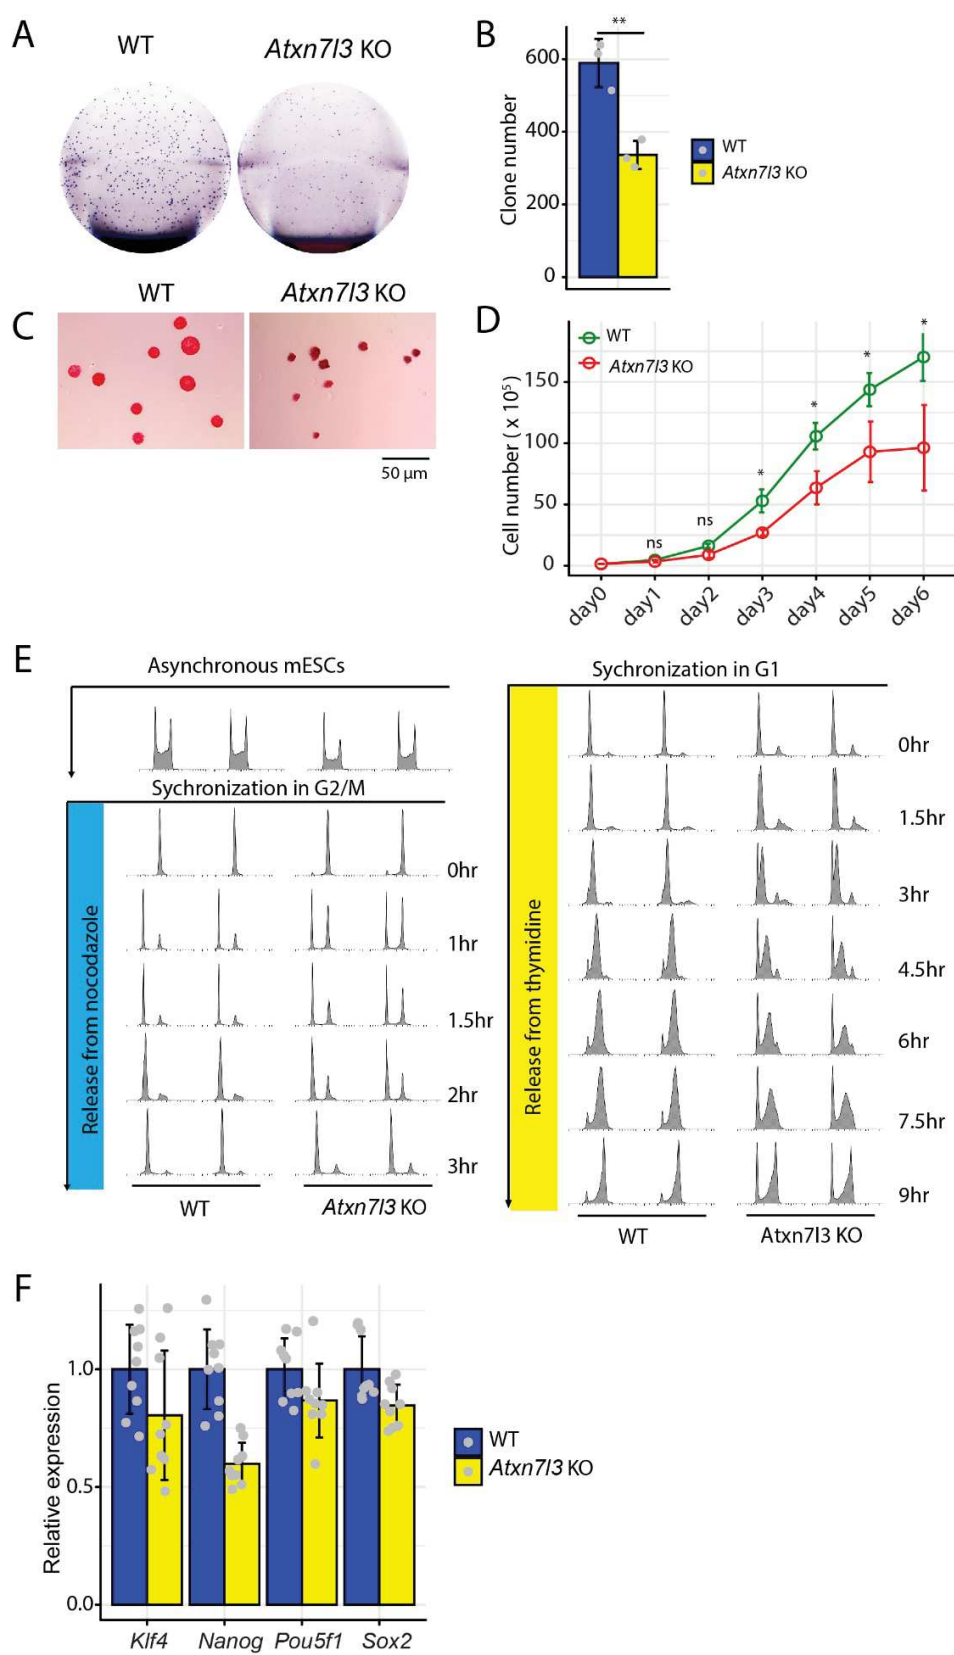 A
WT
Atxn7l3 KO
B
**
600
400
200
0
Clone number
WT
Atxn7l3 KO
C
WT
Atxn7l3 KO
50 µm
D
WT
Atxn7l3 KO
Cell number ( x 10⁵)
150
100
50
0
ns
ns
*
*
*
*
day0
day1
day2
day3
day4
day5
day6
E
Asynchronous mESCs
Sychronization in G2/M
Release from nocodazole
0hr
1hr
1.5hr
2hr
3hr
WT
Atxn7l3 KO
Sychronization in G1
Release from thymidine
0hr
1.5hr
3hr
4.5hr
6hr
7.5hr
9hr
WT
Atxn7l3 KO
F
Relative expression
1.0
0.5
0.0
Klf4
Nanog
Pou5f1
Sox2
WT
Atxn7l3 KO